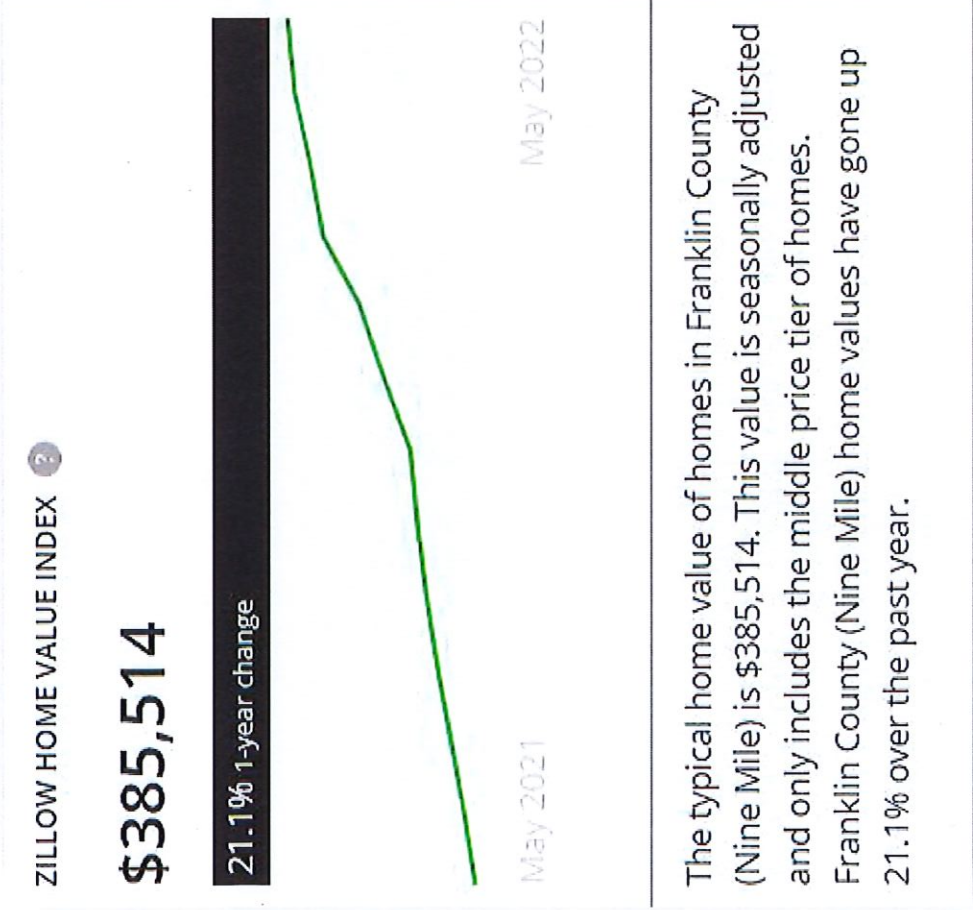 ZILLOW HOME VALUE INDEX ?
$385,514
21.1% 1-year change
May 2021 May 2022
The typical home value of homes in Franklin County
(Nine Mile) is $385,514. This value is seasonally adjusted
and only includes the middle price tier of homes.
Franklin County (Nine Mile) home values have gone up
21.1% over the past year.